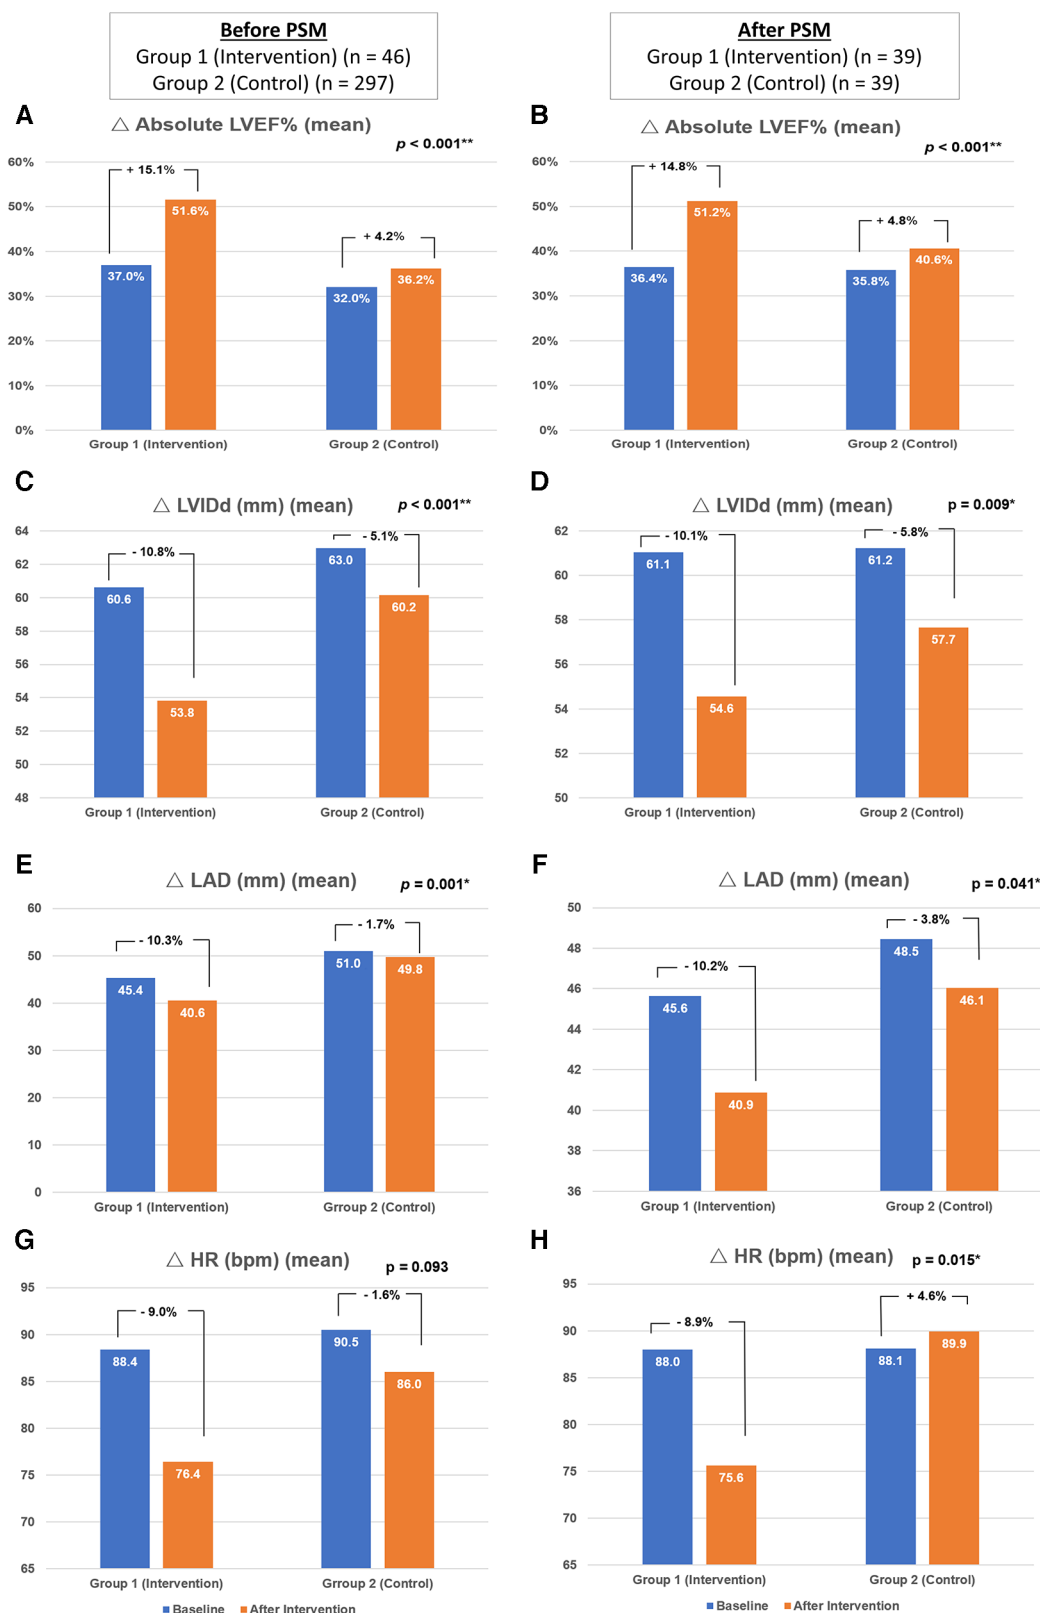 Before PSM
Group 1 (Intervention) (n = 46)
Group 2 (Control) (n = 297)
After PSM
Group 1 (Intervention) (n = 39)
Group 2 (Control) (n = 39)
A
△ Absolute LVEF% (mean)
p < 0.001**
60%
50%
40%
30%
20%
10%
0%
+ 15.1%
37.0%
51.6%
+ 4.2%
32.0%
36.2%
Group 1 (Intervention)
Group 2 (Control)
B
△ Absolute LVEF% (mean)
p < 0.001**
60%
50%
40%
30%
20%
10%
0%
+ 14.8%
36.4%
51.2%
+ 4.8%
35.8%
40.6%
Group 1 (Intervention)
Group 2 (Control)
C
△ LVIDd (mm) (mean)
p < 0.001**
64
62
60
58
56
54
52
50
48
- 10.8%
60.6
53.8
- 5.1%
63.0
60.2
Group 1 (Intervention)
Group 2 (Control)
D
△ LVIDd (mm) (mean)
p = 0.009*
62
60
58
56
54
52
50
- 10.1%
61.1
54.6
- 5.8%
61.2
57.7
Group 1 (Intervention)
Group 2 (Control)
E
△ LAD (mm) (mean)
p = 0.001*
60
50
40
30
20
10
0
- 10.3%
45.4
40.6
- 1.7%
51.0
49.8
Group 1 (Intervention)
Grroup 2 (Control)
F
△ LAD (mm) (mean)
p = 0.041*
50
48
46
44
42
40
38
36
- 10.2%
45.6
40.9
- 3.8%
48.5
46.1
Group 1 (Intervention)
Group 2 (Control)
G
△ HR (bpm) (mean)
p = 0.093
95
90
85
80
75
70
65
- 9.0%
88.4
76.4
- 1.6%
90.5
86.0
Group 1 (Intervention)
Group 2 (Control)
Baseline
After Intervention
H
△ HR (bpm) (mean)
p = 0.015*
95
90
85
80
75
70
65
- 8.9%
88.0
75.6
+ 4.6%
88.1
89.9
Group 1 (Intervention)
Group 2 (Control)
Baseline
After Intervention